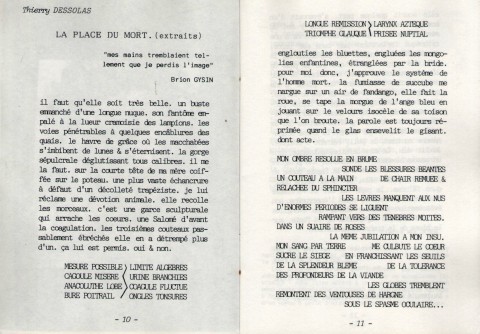 Thierry DESSOLAS
LA PLACE DU MORT.(extraits)
"mes mains tremblaient tel-
lement que je perdis l'image"
Brion GYSIN
il faut qu'elle soit très belle. un buste
emmanché d'une longue nuque. son fantôme em-
palé à la lueur cramoisie des lampions. les
voies pénétrables à quelques encâblures des
quais. le havre de grâce où les macchabées
s'imbibent de lunes & s'éternisent. la gorge
sépulcrale déglutissant tous calibres. il me
la faut. sur la courte tête de ma mère coif-
fée sur le poteau. une plus vaste échancrure
à défaut d'un décolleté trapéziste. je lui
réclame une dévotion animale. elle recolle
les morceaux. c'est une garce sculpturale
qui arrache ces coeurs. une Salomé d'avant
la coagulation. les troisièmes couteaux pas-
sablement ébréchés elle en a détrempé plus
d'un. ça lui est permis. oui & non.
MESURE POSSIBLE LIMITE ALGEBRES
CAGOULE MISERE URINE BRANCHIES
ANACOLUTHE LOBE COAGULE FLUCTUE
BURE POITRAIL ONGLES TONSURES
- 10 -
LONGUE REMISSION LARYNX AZTEQUE
TRIOMPHE GLAUQUE PRISEE NUPTIAL
englouties les bluettes, engluées les mongo-
lies enfantines, étranglées par la bride.
pour moi donc, j'approuve le système de
l'homme mort. la fumiasse de succube me
nargue sur un air de fandango, elle fait la
roue, se tape la morgue de l'ange bleu en
jouant sur le velours isocèle de sa toison
que l'on broute. la parole est toujours ré-
primée quand le glas ensevelit le gisant.
dont acte.
MON OMBRE RESOLUE EN BRUME
SONDE LES BLESSURES BEANTES
UN COUTEAU A LA MAIN DE CHAIR REMUEE &
RELACHEE DU SPHINCTER
LES LEVRES MANQUENT AUX NUS
D'ENORMES PERIODES SE LIGUENT
RAMPANT VERS DES TENEBRES MOITES.
DANS UN SUAIRE DE ROSES
LA MEME JUBILATION A MON INSU.
MON SANG PAR TERRE ME CULBUTE LE COEUR
SUCRE LE SIEGE EN FRANCHISSANT LES SEUILS
DE LA SPLENDEUR BLEME DE LA TOLERANCE
DES PROFONDEURS DE LA VIANDE
LES GLOBES TREMBLENT
REMONTENT DES VENTOUSES DE HARGNE
SOUS LE SPASME OCULAIRE...
- 11 -